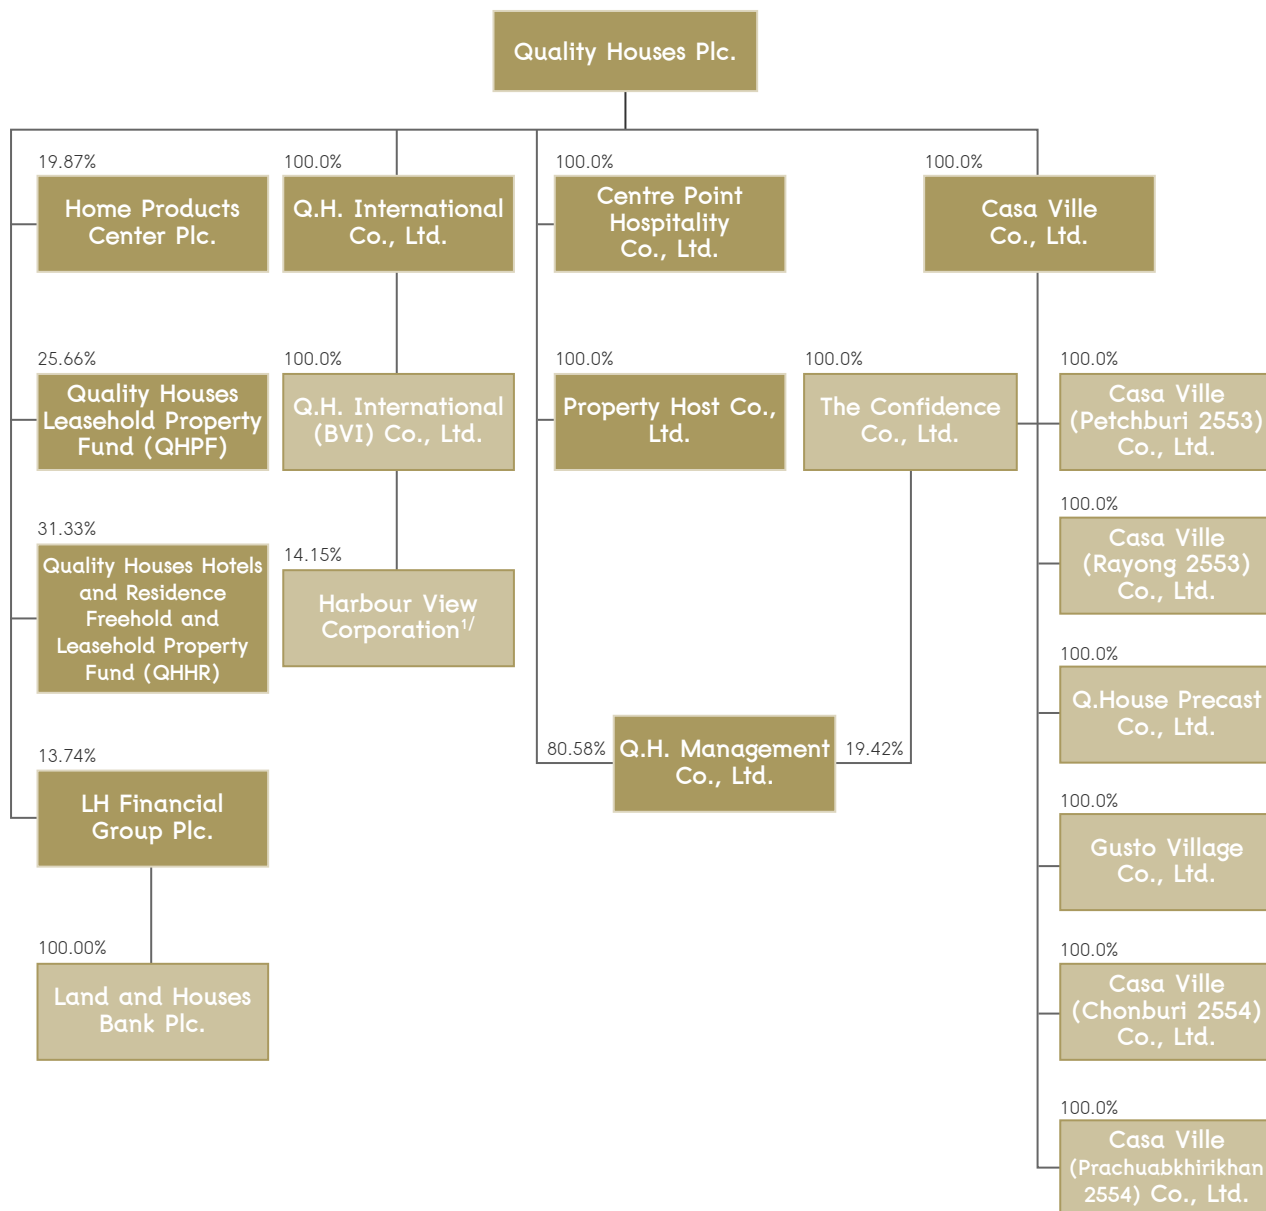 Quality Houses Plc.
19.87%
Home Products
Center Plc.
25.66%
Quality Houses
Leasehold Property
Fund (QHPF)
31.33%
Quality Houses Hotels
and Residence
Freehold and
Leasehold Property
Fund (QHHR)
13.74%
LH Financial
Group Plc.
100.00%
Land and Houses
Bank Plc.
100.0%
Q.H. International
Co., Ltd.
100.0%
Q.H. International
(BVI) Co., Ltd.
14.15%
Harbour View
Corporation¹/
100.0%
Centre Point
Hospitality
Co., Ltd.
100.0%
Property Host Co.,
Ltd.
80.58%
Q.H. Management
Co., Ltd.
19.42%
100.0%
The Confidence
Co., Ltd.
100.0%
Casa Ville
Co., Ltd.
100.0%
Casa Ville
(Petchburi 2553)
Co., Ltd.
100.0%
Casa Ville
(Rayong 2553)
Co., Ltd.
100.0%
Q.House Precast
Co., Ltd.
100.0%
Gusto Village
Co., Ltd.
100.0%
Casa Ville
(Chonburi 2554)
Co., Ltd.
100.0%
Casa Ville
(Prachuabkhirikhan
2554) Co., Ltd.